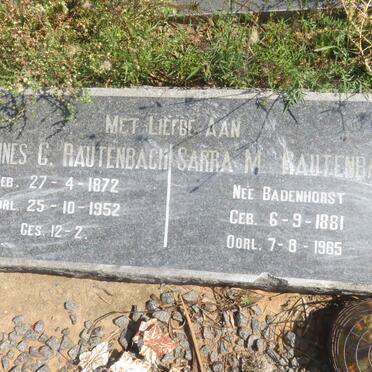 MET LIEFDE AAN
NES C. RAUTENBACH
EB. 27-4-1872
ORL. 25-10-1952
GES. 12-2.
SARRA M. RAUTENBA
NEE BADENHORST
GEB. 6-9-1881
OORL. 7-8-1965